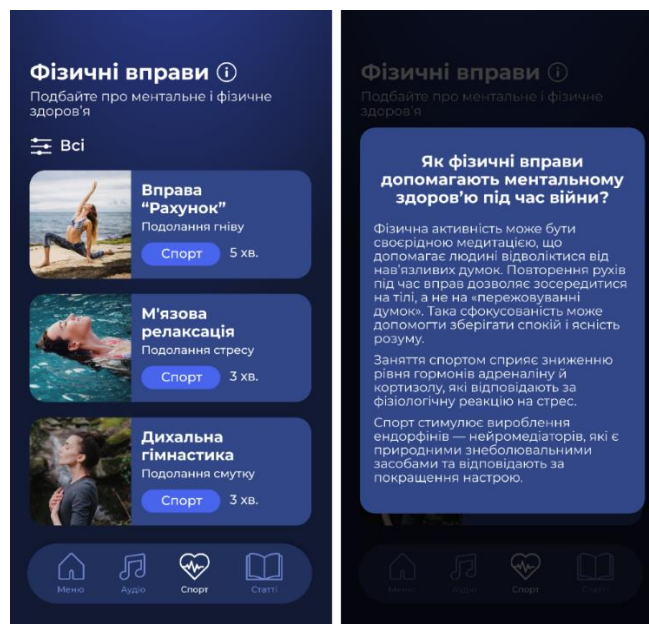 Фізичні вправи
Подбайте про ментальне і фізичне
здоров'я
Всі
Вправа
“Рахунок”
Подолання гніву
Спорт 5 хв.
М'язова
релаксація
Подолання стресу
Спорт 3 хв.
Дихальна
гімнастика
Подолання смутку
Спорт 3 хв.
Меню Аудіо Спорт Статті
Фізичні вправи
Подбайте про ментальне і фізичне
здоров'я
Як фізичні вправи
допомагають ментальному
здоров’ю під час війни?
Фізична активність може бути
своєрідною медитацією, що
допомагає людині відволіктися від
нав'язливих думок. Повторення рухів
під час вправ дозволяє зосередитися
на тілі, а не на «пережовуванні
думок». Така сфокусованість може
допомогти зберігати спокій і ясність
розуму.
Заняття спортом сприяє зниженню
рівня гормонів адреналіну й
кортизолу, які відповідають за
фізіологічну реакцію на стрес.
Спорт стимулює вироблення
ендорфінів — нейромедіаторів, які є
природними знеболювальними
засобами та відповідають за
покращення настрою.
Меню Аудіо Спорт Статті